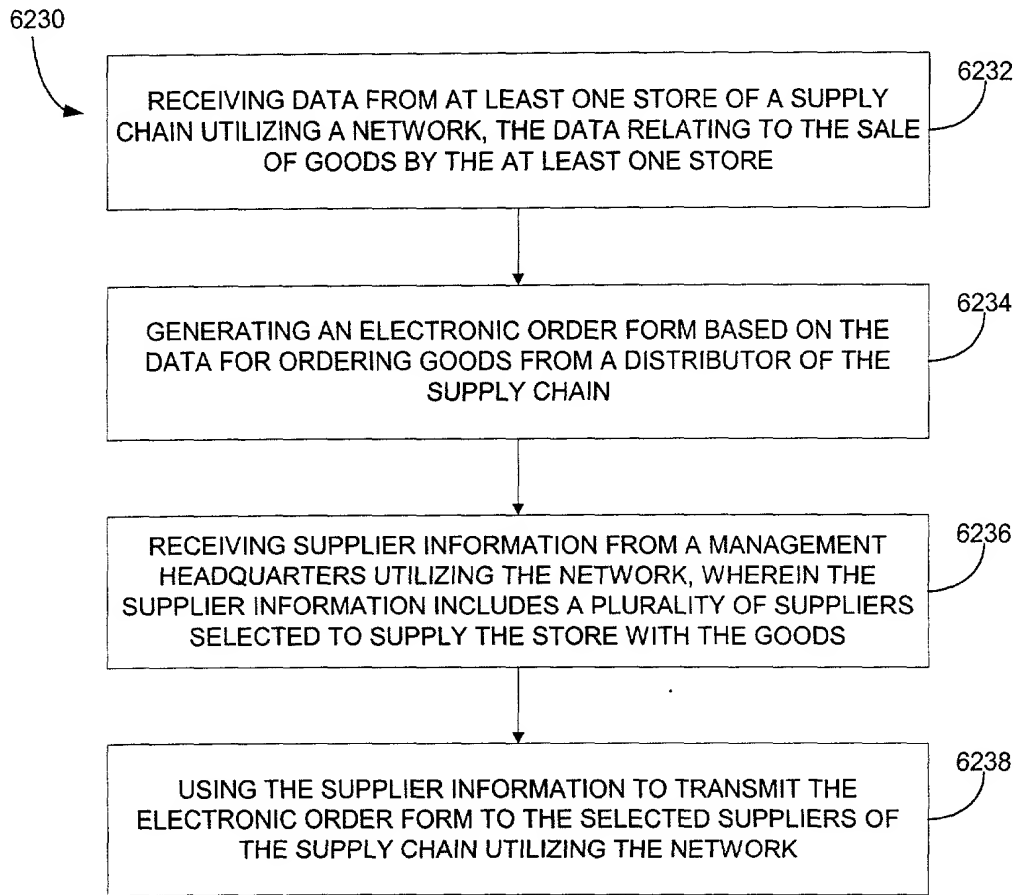 6230
6232
RECEIVING DATA FROM AT LEAST ONE STORE OF A SUPPLY
CHAIN UTILIZING A NETWORK, THE DATA RELATING TO THE SALE
OF GOODS BY THE AT LEAST ONE STORE
6234
GENERATING AN ELECTRONIC ORDER FORM BASED ON THE
DATA FOR ORDERING GOODS FROM A DISTRIBUTOR OF THE
SUPPLY CHAIN
6236
RECEIVING SUPPLIER INFORMATION FROM A MANAGEMENT
HEADQUARTERS UTILIZING THE NETWORK, WHEREIN THE
SUPPLIER INFORMATION INCLUDES A PLURALITY OF SUPPLIERS
SELECTED TO SUPPLY THE STORE WITH THE GOODS
6238
USING THE SUPPLIER INFORMATION TO TRANSMIT THE
ELECTRONIC ORDER FORM TO THE SELECTED SUPPLIERS OF
THE SUPPLY CHAIN UTILIZING THE NETWORK